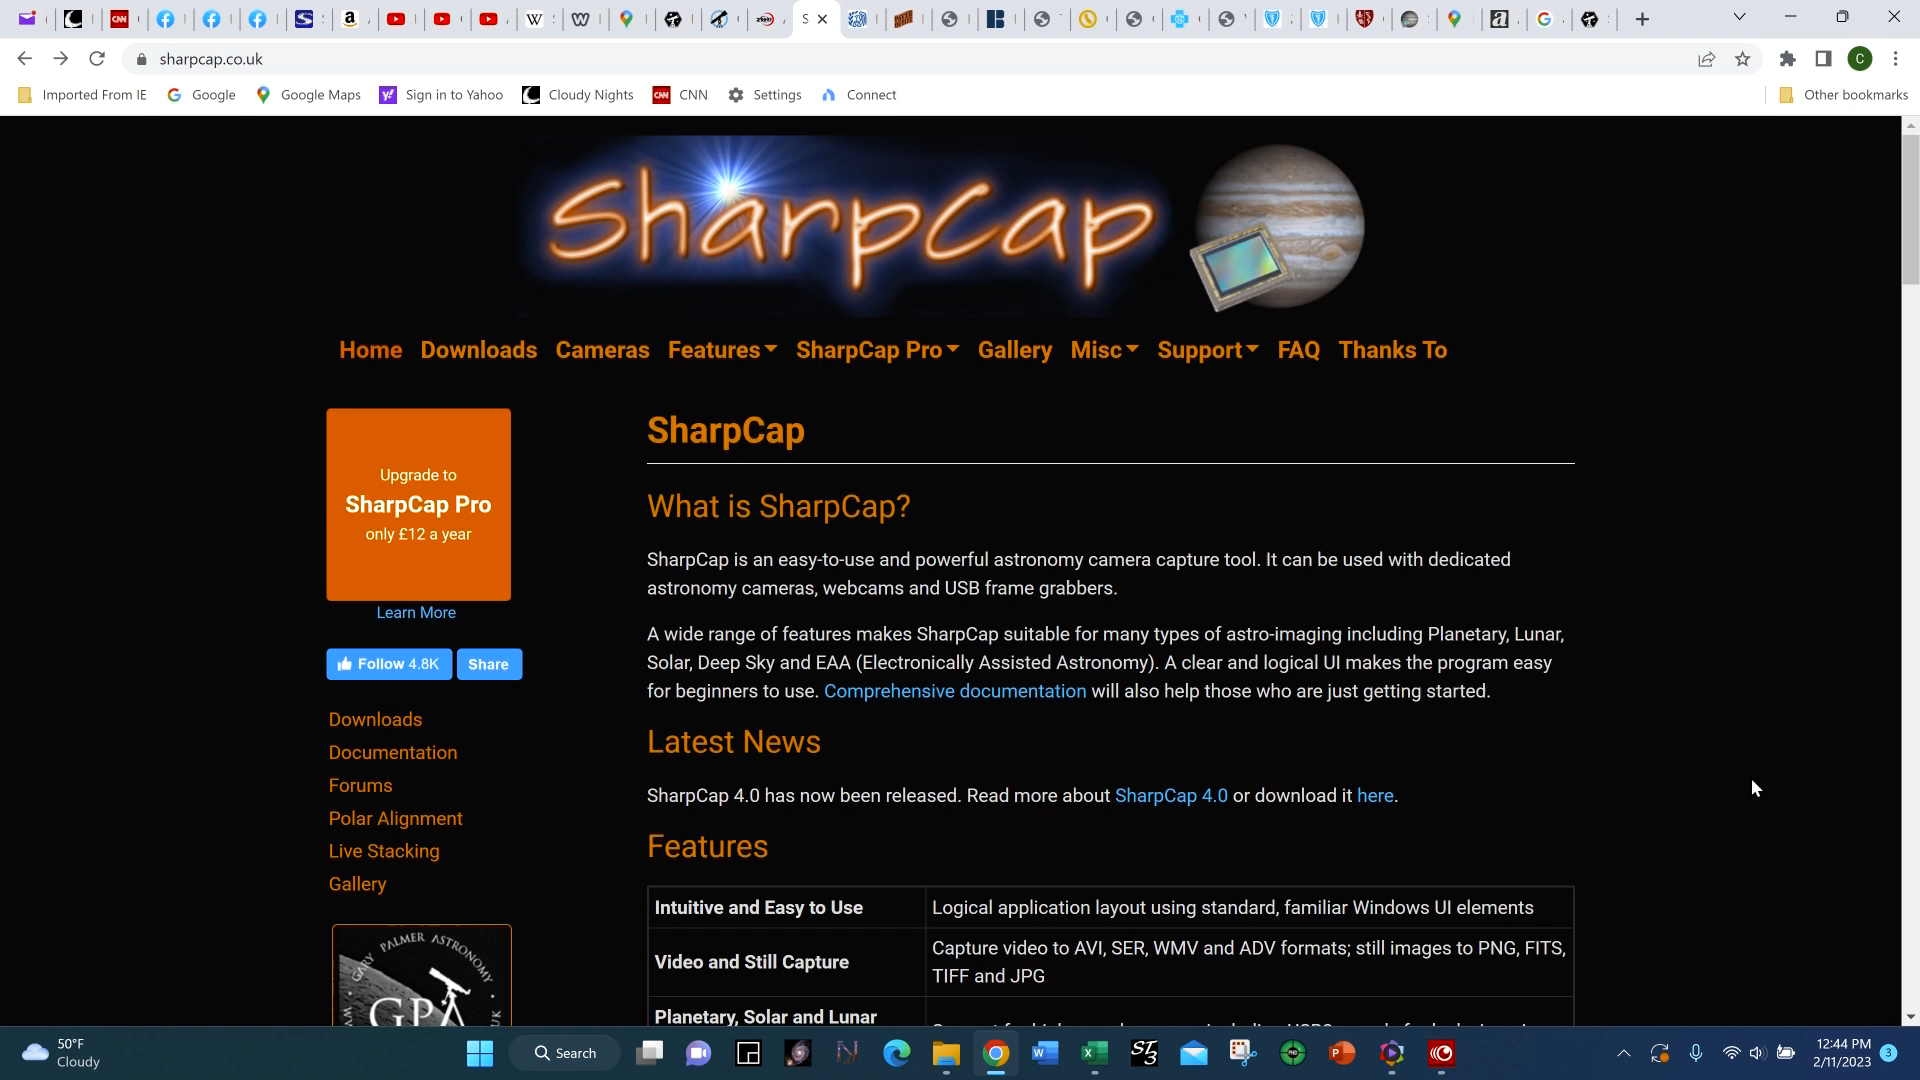 sharpcap.co.uk
Imported From IE
Google
Google Maps
Sign in to Yahoo
Cloudy Nights
CNN
Settings
Connect
Other bookmarks
SharpCap
Home Downloads Cameras Features SharpCap Pro Gallery Misc Support FAQ Thanks To
Upgrade to
SharpCap Pro
only £12 a year
Learn More
Follow 4.8K Share
Downloads
Documentation
Forums
Polar Alignment
Live Stacking
Gallery
GARY PALMER ASTRONOMY
GPA
SharpCap
What is SharpCap?
SharpCap is an easy-to-use and powerful astronomy camera capture tool. It can be used with dedicated
astronomy cameras, webcams and USB frame grabbers.
A wide range of features makes SharpCap suitable for many types of astro-imaging including Planetary, Lunar,
Solar, Deep Sky and EAA (Electronically Assisted Astronomy). A clear and logical UI makes the program easy
for beginners to use. Comprehensive documentation will also help those who are just getting started.
Latest News
SharpCap 4.0 has now been released. Read more about SharpCap 4.0 or download it here.
Features
Intuitive and Easy to Use
Logical application layout using standard, familiar Windows UI elements
Video and Still Capture
Capture video to AVI, SER, WMV and ADV formats; still images to PNG, FITS,
TIFF and JPG
Planetary, Solar and Lunar
50°F
Cloudy
Search
12:44 PM
2/11/2023
3